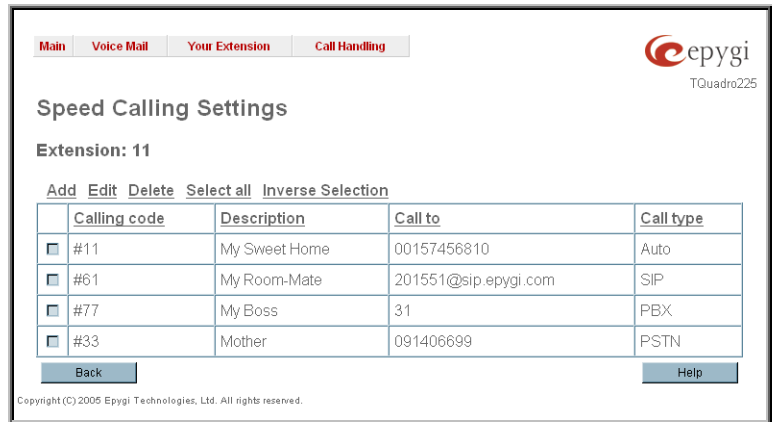 Main Voice Mail Your Extension Call Handling
epygi
TQuadro225
Speed Calling Settings
Extension: 11
Add Edit Delete Select all Inverse Selection
Calling code Description Call to Call type
#11 My Sweet Home 00157456810 Auto
#61 My Room-Mate 201551@sip.epygi.com SIP
#77 My Boss 31 PBX
#33 Mother 091406699 PSTN
Back Help
Copyright (C) 2005 Epygi Technologies, Ltd. All rights reserved.